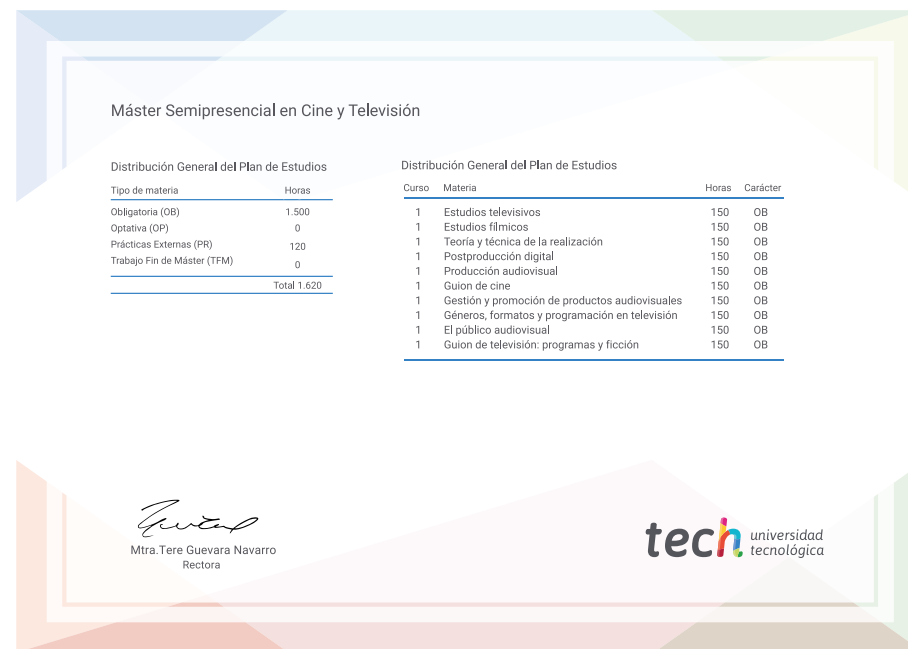 Máster Semipresencial en Cine y Televisión
Distribución General del Plan de Estudios
Tipo de materia Horas
Obligatoria (OB) 1.500
Optativa (OP) 0
Prácticas Externas (PR) 120
Trabajo Fin de Máster (TFM) 0
Total 1.620
Distribución General del Plan de Estudios
Curso Materia Horas Carácter
1 Estudios televisivos 150 OB
1 Estudios fílmicos 150 OB
1 Teoría y técnica de la realización 150 OB
1 Postproducción digital 150 OB
1 Producción audiovisual 150 OB
1 Guion de cine 150 OB
1 Gestión y promoción de productos audiovisuales 150 OB
1 Géneros, formatos y programación en televisión 150 OB
1 El público audiovisual 150 OB
1 Guion de televisión: programas y ficción 150 OB
Mtra.Tere Guevara Navarro
Rectora
tech universidad
tecnológica